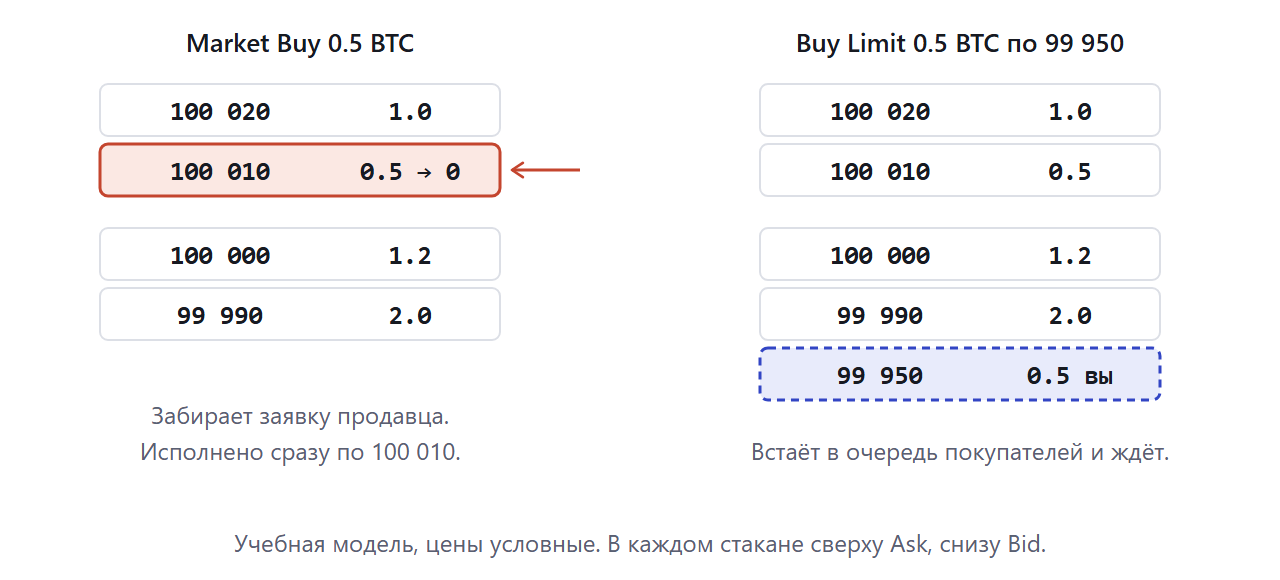 Market Buy 0.5 BTC
100 020 1.0
100 010 0.5 → 0
100 000 1.2
99 990 2.0
Забирает заявку продавца.
Исполнено сразу по 100 010.
Buy Limit 0.5 BTC по 99 950
100 020 1.0
100 010 0.5
100 000 1.2
99 990 2.0
99 950 0.5 вы
Встаёт в очередь покупателей и ждёт.
Учебная модель, цены условные. В каждом стакане сверху Ask, снизу Bid.